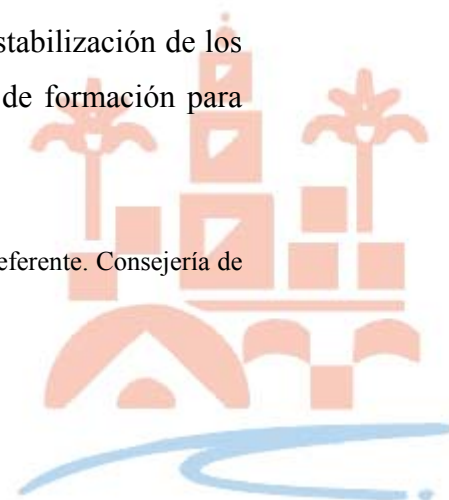 stabilización de los
de formación para
eferente. Consejería de